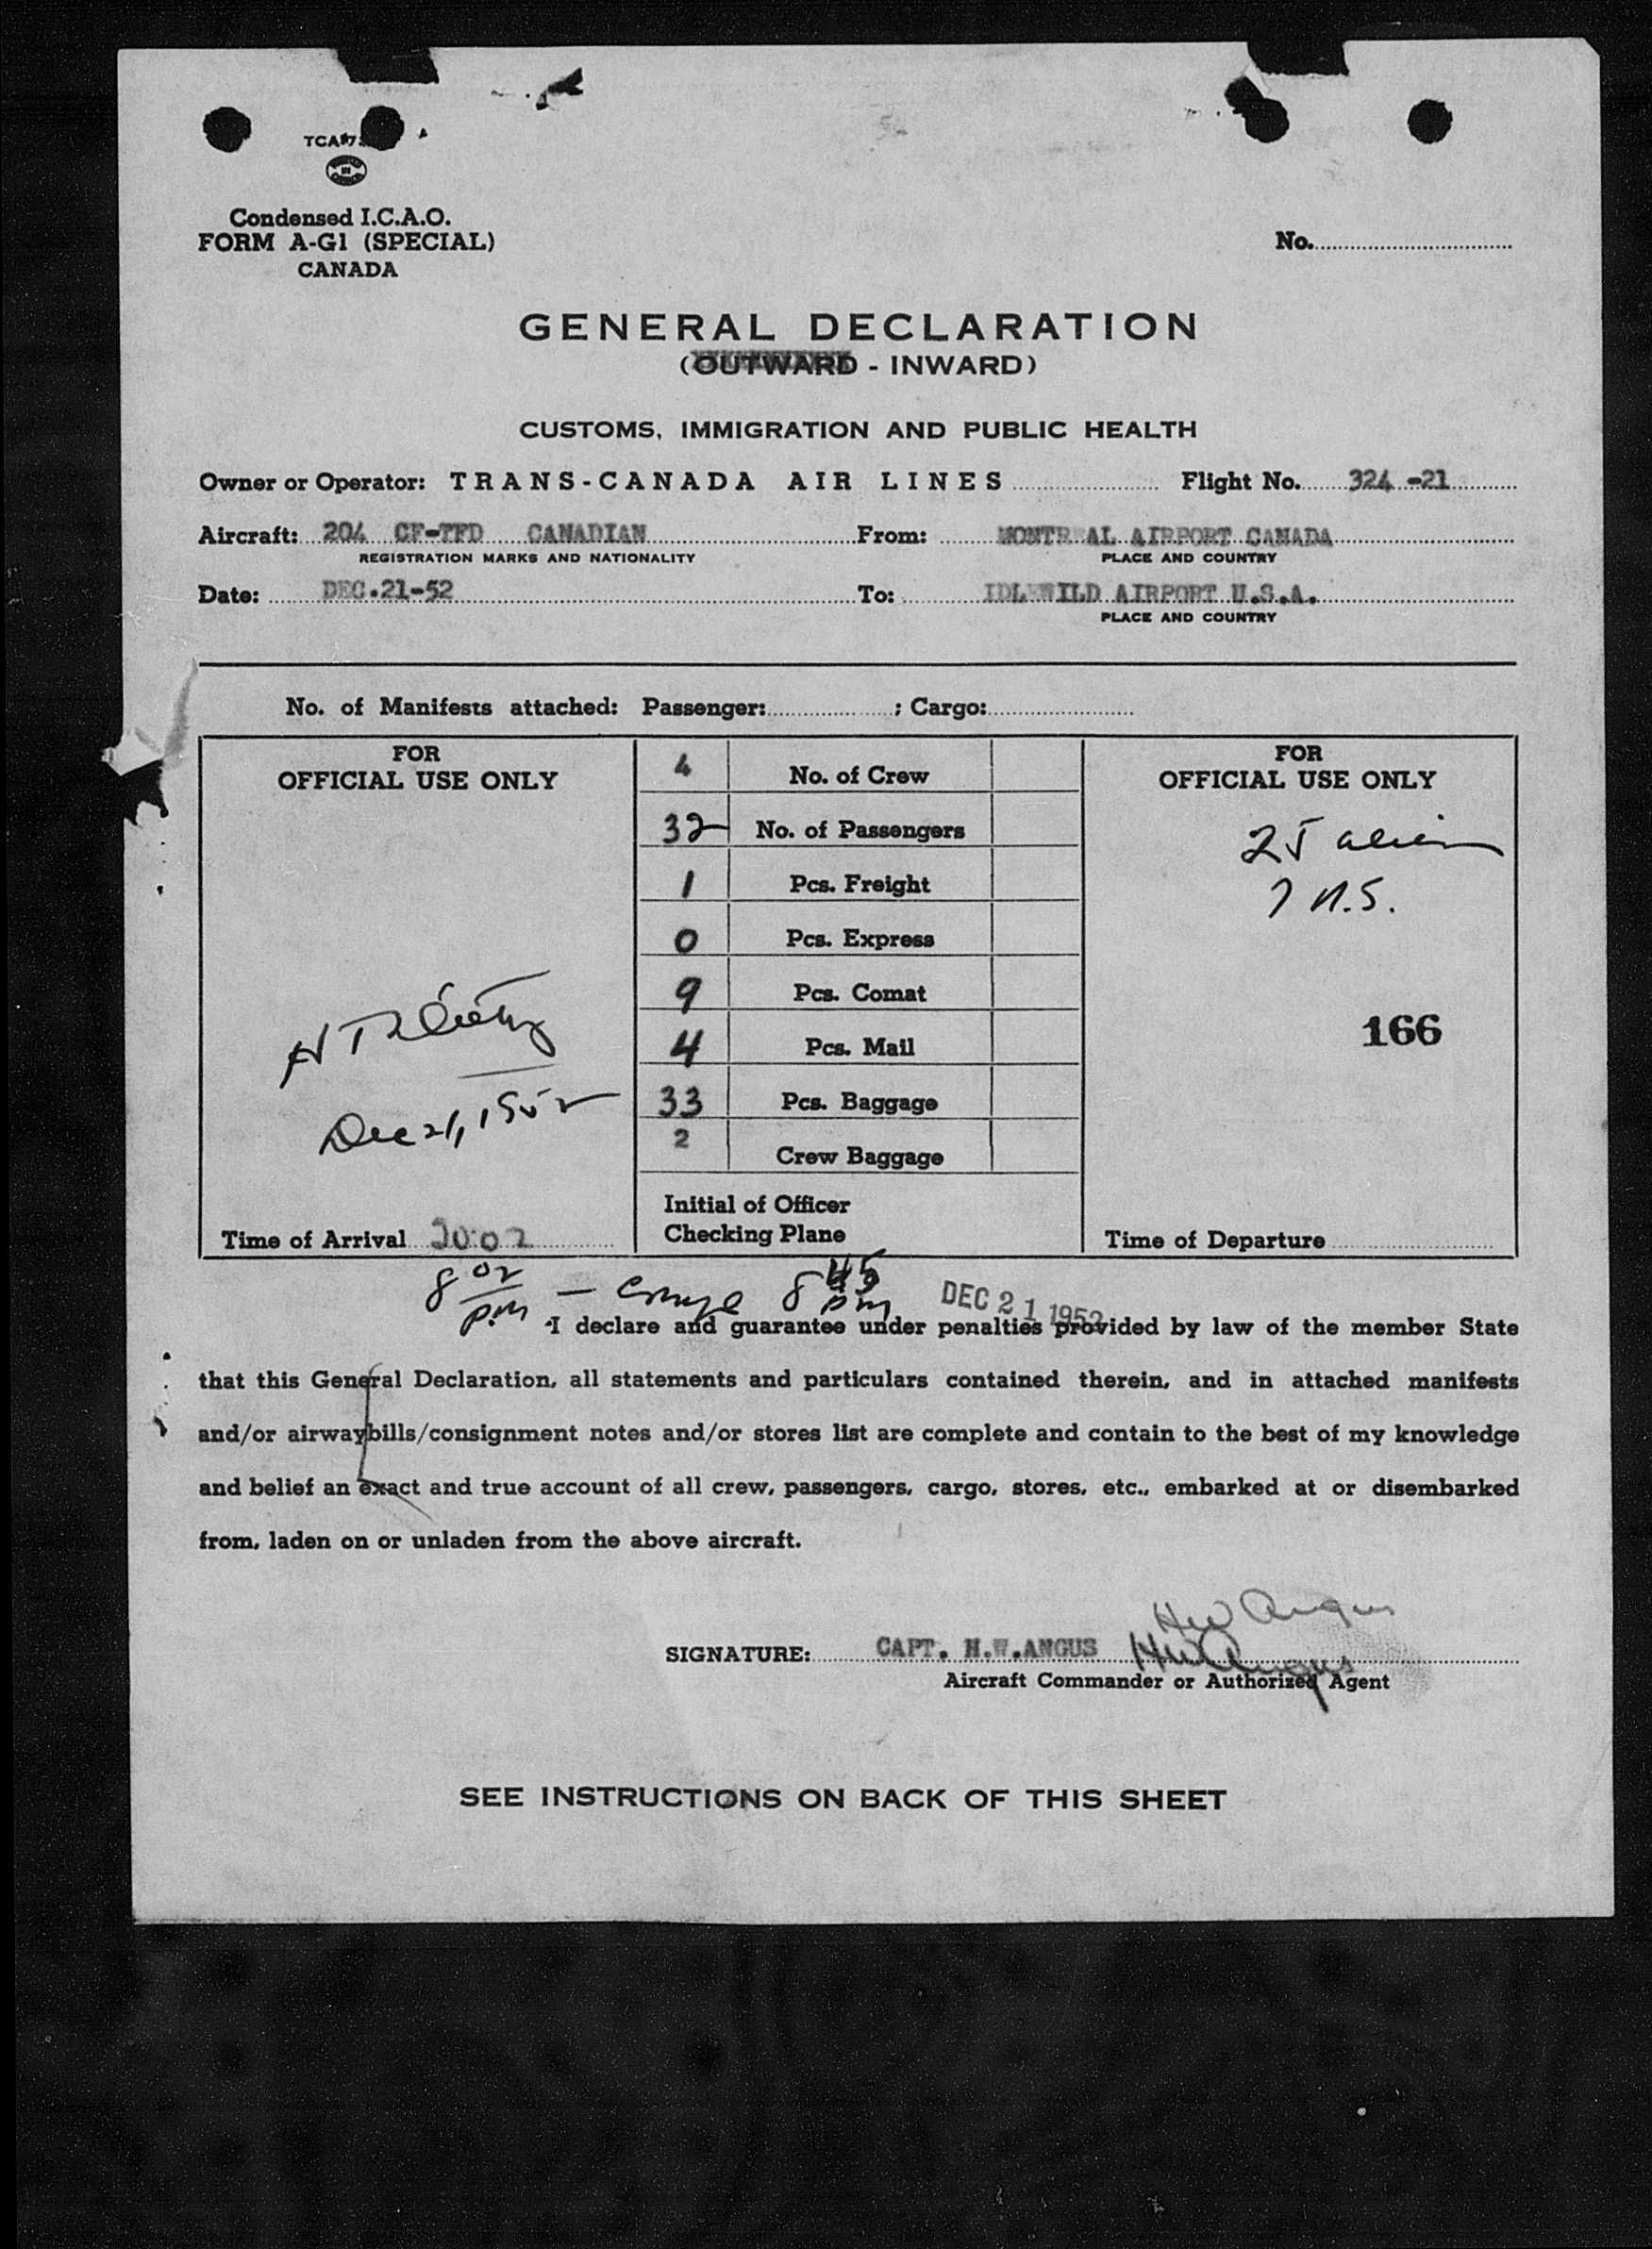 TCA#7
Condensed I.C.A.O.
FORM A-G1 (SPECIAL)
CANADA
No.
GENERAL DECLARATION
(OUTWARD - INWARD)
CUSTOMS, IMMIGRATION AND PUBLIC HEALTH
Owner or Operator: TRANS-CANADA AIR LINES Flight No. 324 -21
Aircraft: 204 CF-TFD CANADIAN From: MONTREAL AIRPORT CANADA
REGISTRATION MARKS AND NATIONALITY PLACE AND COUNTRY
Date: DEC.21-52 To: IDLEWILD AIRPORT U.S.A.
PLACE AND COUNTRY
No. of Manifests attached: Passenger: ; Cargo:
FOR
OFFICIAL USE ONLY
Dec 21, 1952
Time of Arrival 20:02
4 No. of Crew
32 No. of Passengers
1 Pcs. Freight
0 Pcs. Express
9 Pcs. Comat
4 Pcs. Mail
33 Pcs. Baggage
2 Crew Baggage
Initial of Officer
Checking Plane
FOR
OFFICIAL USE ONLY
25 alien
7 n.s.
166
Time of Departure
8 02 pm - 8 45 pm
DEC 21 1952
I declare and guarantee under penalties provided by law of the member State
that this General Declaration, all statements and particulars contained therein, and in attached manifests
and/or airwaybills/consignment notes and/or stores list are complete and contain to the best of my knowledge
and belief an exact and true account of all crew, passengers, cargo, stores, etc., embarked at or disembarked
from, laden on or unladen from the above aircraft.
HW Angus
SIGNATURE: CAPT. H.W.ANGUS HW Angus
Aircraft Commander or Authorized Agent
SEE INSTRUCTIONS ON BACK OF THIS SHEET